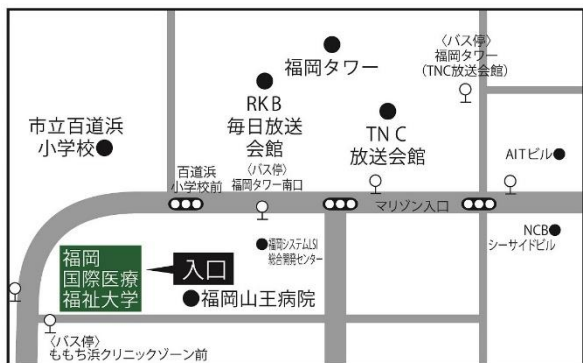 〈バス停〉
福岡タワー
(TNC放送会館)
福岡タワー
RKB
毎日放送
会館
TNC
放送会館
市立百道浜
小学校
AITビル
百道浜
小学校前
〈バス停〉
福岡タワー南口
マリゾン入口
NCB
シーサイドビル
福岡システムLSI
総合開発センター
福岡
国際医療
福祉大学
入口
福岡山王病院
〈バス停〉
ももち浜クリニックゾーン前